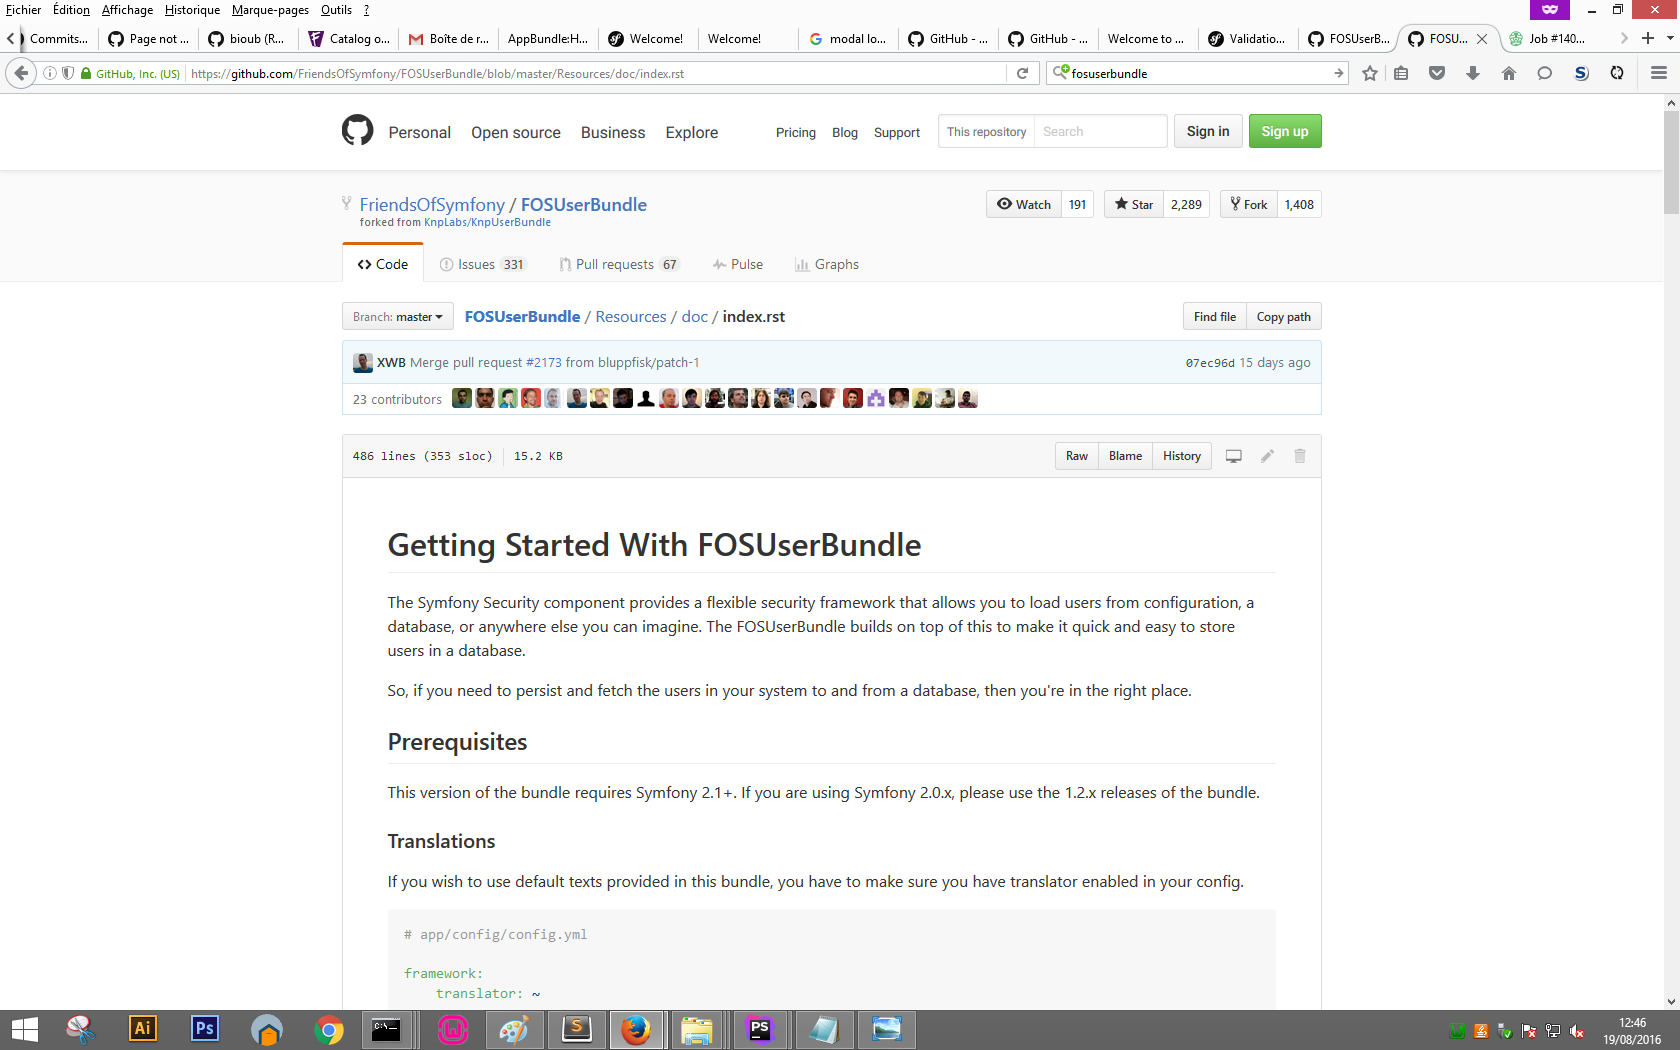 Fichier Édition Affichage Historique Marque-pages Outils ?
Commits... Page not ... bioub (R... Catalog o... Boîte de r... AppBundle:H... Welcome! Welcome! modal lo... GitHub - ... GitHub - ... Welcome to ... Validatio... FOSUserB... FOSU... Job #140...
GitHub, Inc. (US) https://github.com/FriendsOfSymfony/FOSUserBundle/blob/master/Resources/doc/index.rst fosuserbundle
Personal Open source Business Explore Pricing Blog Support This repository Search Sign in Sign up
FriendsOfSymfony / FOSUserBundle Watch 191 Star 2,289 Fork 1,408
forked from KnpLabs/KnpUserBundle
Code Issues 331 Pull requests 67 Pulse Graphs
Branch: master FOSUserBundle / Resources / doc / index.rst Find file Copy path
XWB Merge pull request #2173 from bluppfisk/patch-1 07ec96d 15 days ago
23 contributors
486 lines (353 sloc) 15.2 KB Raw Blame History
Getting Started With FOSUserBundle
The Symfony Security component provides a flexible security framework that allows you to load users from configuration, a
database, or anywhere else you can imagine. The FOSUserBundle builds on top of this to make it quick and easy to store
users in a database.
So, if you need to persist and fetch the users in your system to and from a database, then you're in the right place.
Prerequisites
This version of the bundle requires Symfony 2.1+. If you are using Symfony 2.0.x, please use the 1.2.x releases of the bundle.
Translations
If you wish to use default texts provided in this bundle, you have to make sure you have translator enabled in your config.
# app/config/config.yml
framework:
translator: ~
Ai Ps C:\_ S PS 12:46
19/08/2016